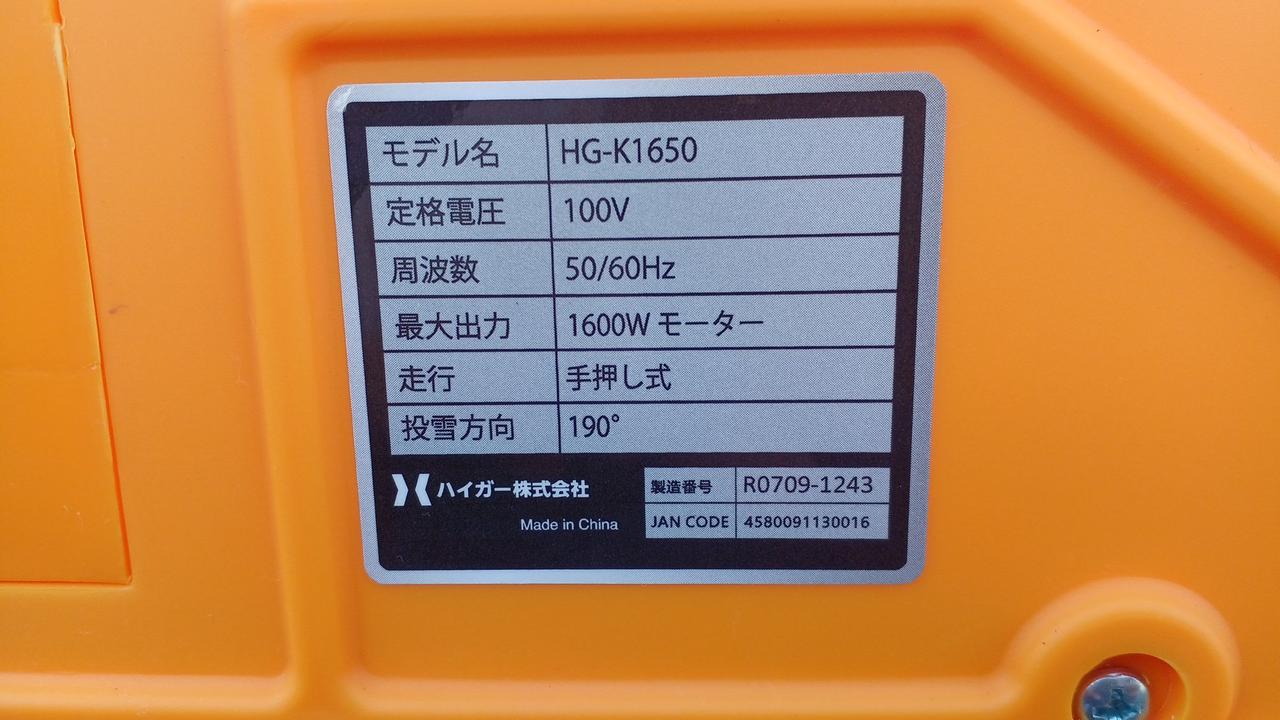 モデル名 HG-K1650
定格電圧 100V
周波数 50/60Hz
最大出力 1600W モーター
走行 手押し式
投雪方向 190°
ハイガー株式会社
Made in China
製造番号 R0709-1243
JAN CODE 4580091130016